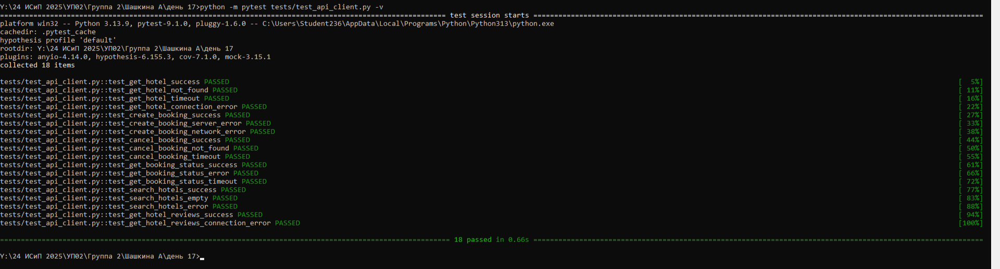 Y:\24 ИСиП 2025\УП02\Группа 2\Шашкина А\день 17>python -m pytest tests/test_api_client.py -v
=========================================================================================================== test session starts ============================================================================================================
platform win32 -- Python 3.13.9, pytest-9.1.0, pluggy-1.6.0 -- C:\Users\Student236\AppData\Local\Programs\Python\Python313\python.exe
cachedir: .pytest_cache
hypothesis profile 'default'
rootdir: Y:\24 ИСиП 2025\УП02\Группа 2\Шашкина А\день 17
plugins: anyio-4.14.0, hypothesis-6.155.3, cov-7.1.0, mock-3.15.1
collected 18 items
tests/test_api_client.py::test_get_hotel_success PASSED [  5%]
tests/test_api_client.py::test_get_hotel_not_found PASSED [ 11%]
tests/test_api_client.py::test_get_hotel_timeout PASSED [ 16%]
tests/test_api_client.py::test_get_hotel_connection_error PASSED [ 22%]
tests/test_api_client.py::test_create_booking_success PASSED [ 27%]
tests/test_api_client.py::test_create_booking_server_error PASSED [ 33%]
tests/test_api_client.py::test_create_booking_network_error PASSED [ 38%]
tests/test_api_client.py::test_cancel_booking_success PASSED [ 44%]
tests/test_api_client.py::test_cancel_booking_not_found PASSED [ 50%]
tests/test_api_client.py::test_cancel_booking_timeout PASSED [ 55%]
tests/test_api_client.py::test_get_booking_status_success PASSED [ 61%]
tests/test_api_client.py::test_get_booking_status_error PASSED [ 66%]
tests/test_api_client.py::test_get_booking_status_timeout PASSED [ 72%]
tests/test_api_client.py::test_search_hotels_success PASSED [ 77%]
tests/test_api_client.py::test_search_hotels_empty PASSED [ 83%]
tests/test_api_client.py::test_search_hotels_error PASSED [ 88%]
tests/test_api_client.py::test_get_hotel_reviews_success PASSED [ 94%]
tests/test_api_client.py::test_get_hotel_reviews_connection_error PASSED [100%]
============================================================================================================ 18 passed in 0.66s ============================================================================================================
Y:\24 ИСиП 2025\УП02\Группа 2\Шашкина А\день 17>